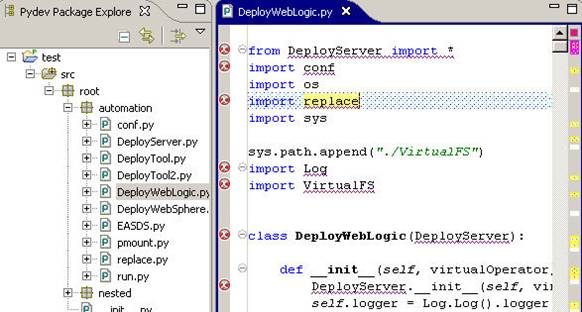 Pydev Package Explore
test
src
root
automation
conf.py
DeployServer.py
DeployTool.py
DeployTool2.py
DeployWebLogic.py
DeployWebSphere.
EASDS.py
pmount.py
replace.py
run.py
nested
__init__.py
DeployWebLogic.py
from DeployServer import *
import conf
import os
import replace
import sys
sys.path.append("./VirtualFS")
import Log
import VirtualFS
class DeployWebLogic(DeployServer):
def __init__(self, virtualOperator,
DeployServer.__init__(self, vi
self.logger = Log.Log().logger